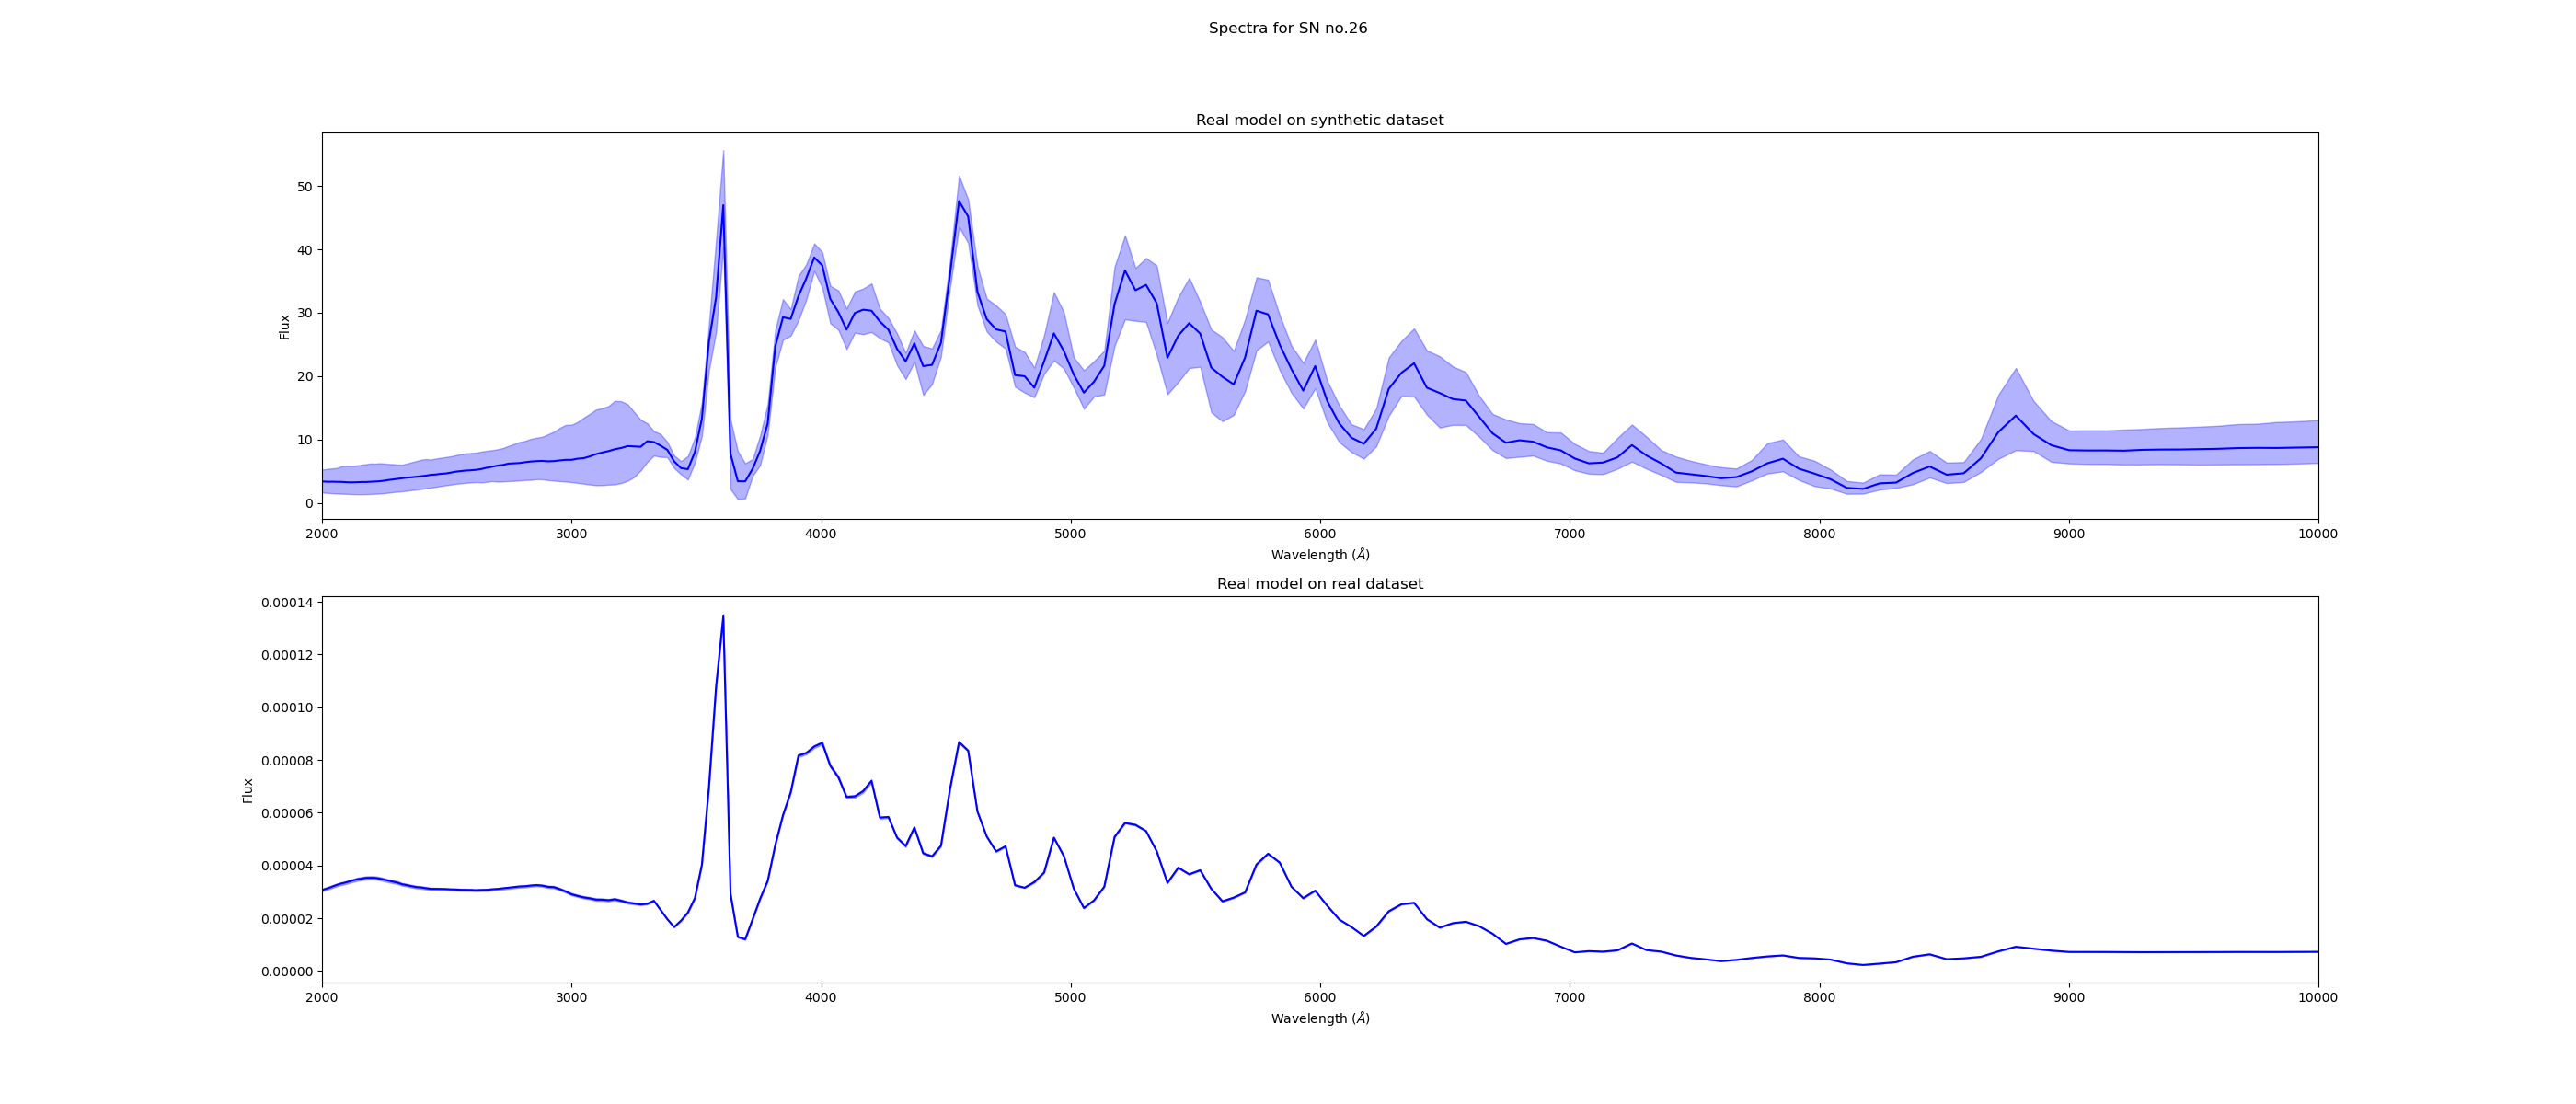 Spectra for SN no.26
Real model on synthetic dataset
Flux
50
40
30
20
10
0
2000 3000 4000 5000 6000 7000 8000 9000 10000
Wavelength (Å)
Real model on real dataset
Flux
0.00014
0.00012
0.00010
0.00008
0.00006
0.00004
0.00002
0.00000
2000 3000 4000 5000 6000 7000 8000 9000 10000
Wavelength (Å)